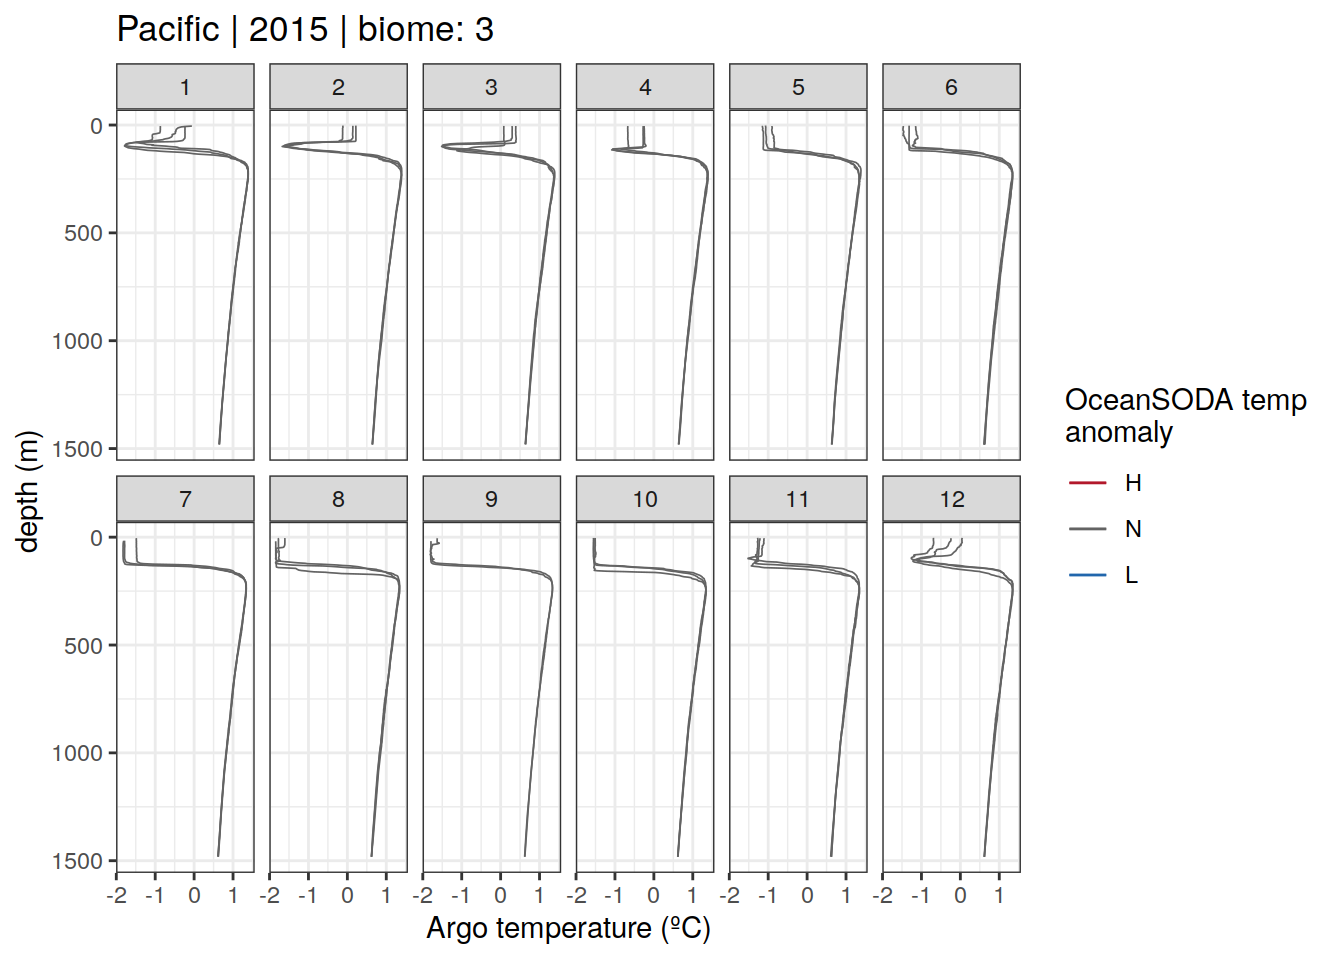 Pacific | 2015 | biome: 3
1 2 3 4 5 6
0
500
1000
1500
7 8 9 10 11 12
0
500
1000
1500
-2 -1 0 1 -2 -1 0 1 -2 -1 0 1 -2 -1 0 1 -2 -1 0 1 -2 -1 0 1
Argo temperature (ºC)
depth (m)
OceanSODA temp
anomaly
H
N
L